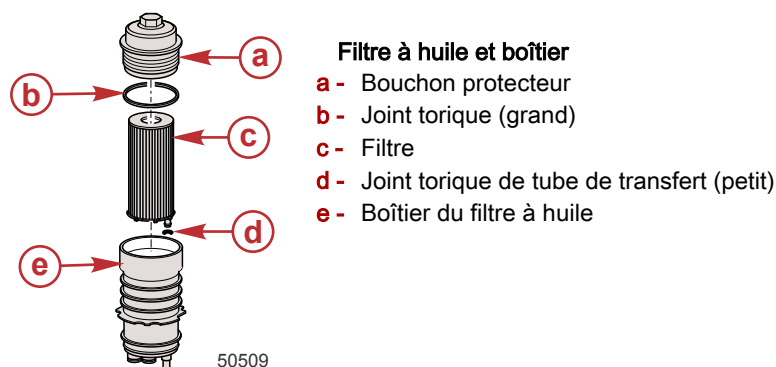 Filtre à huile et boîtier
a - Bouchon protecteur
b - Joint torique (grand)
c - Filtre
d - Joint torique de tube de transfert (petit)
e - Boîtier du filtre à huile
a
b
c
d
e
50509